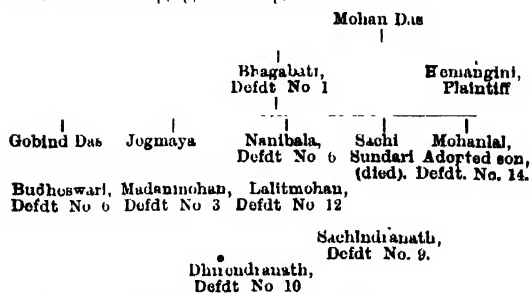 Mohan Das
Bhagabati, Hemangini,
Defdt No 1 Plaintiff
Gobind Das Jogmaya Nanibala, Sachi Mohanlal,
Defdt No 6 Sundari Adopted son,
(died). Defdt. No. 14.
Budheswari, Madanmohan, Lalitmohan,
Defdt No 6 Defdt No 3 Defdt No 12
Sachindranath,
Defdt No. 9.
Dhirendranath,
Defdt No 10